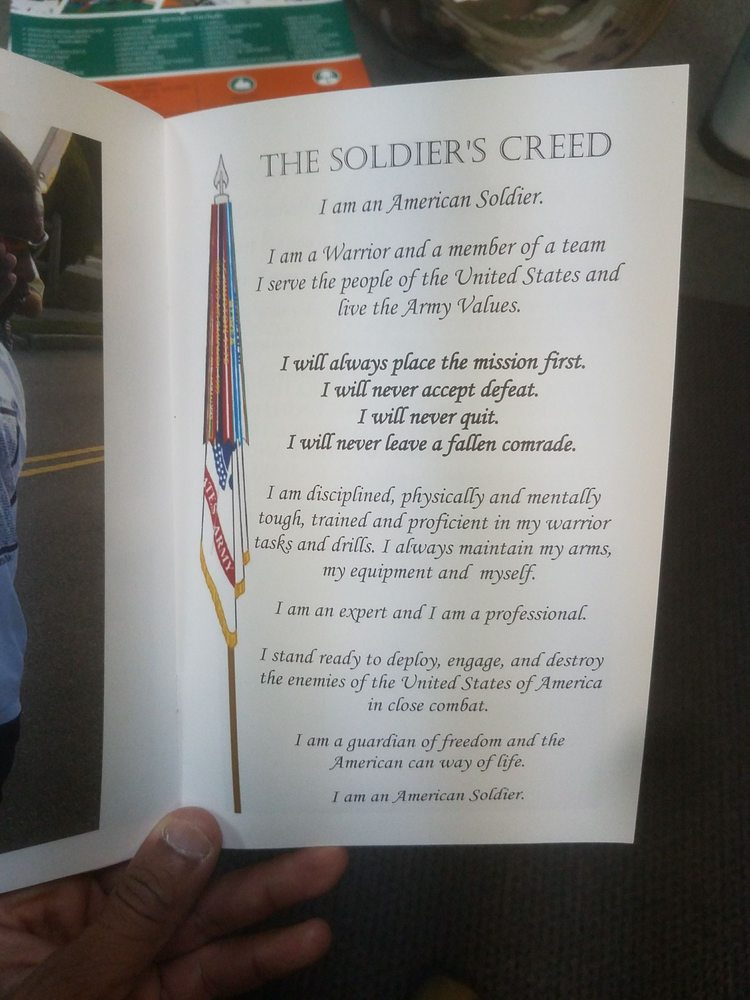 THE SOLDIER'S CREED
I am an American Soldier.
I am a Warrior and a member of a team
I serve the people of the United States and
live the Army Values.
I will always place the mission first.
I will never accept defeat.
I will never quit.
I will never leave a fallen comrade.
I am disciplined, physically and mentally
tough, trained and proficient in my warrior
tasks and drills. I always maintain my arms,
my equipment and myself.
I am an expert and I am a professional.
I stand ready to deploy, engage, and destroy
the enemies of the United States of America
in close combat.
I am a guardian of freedom and the
American can way of life.
I am an American Soldier.
ARMY